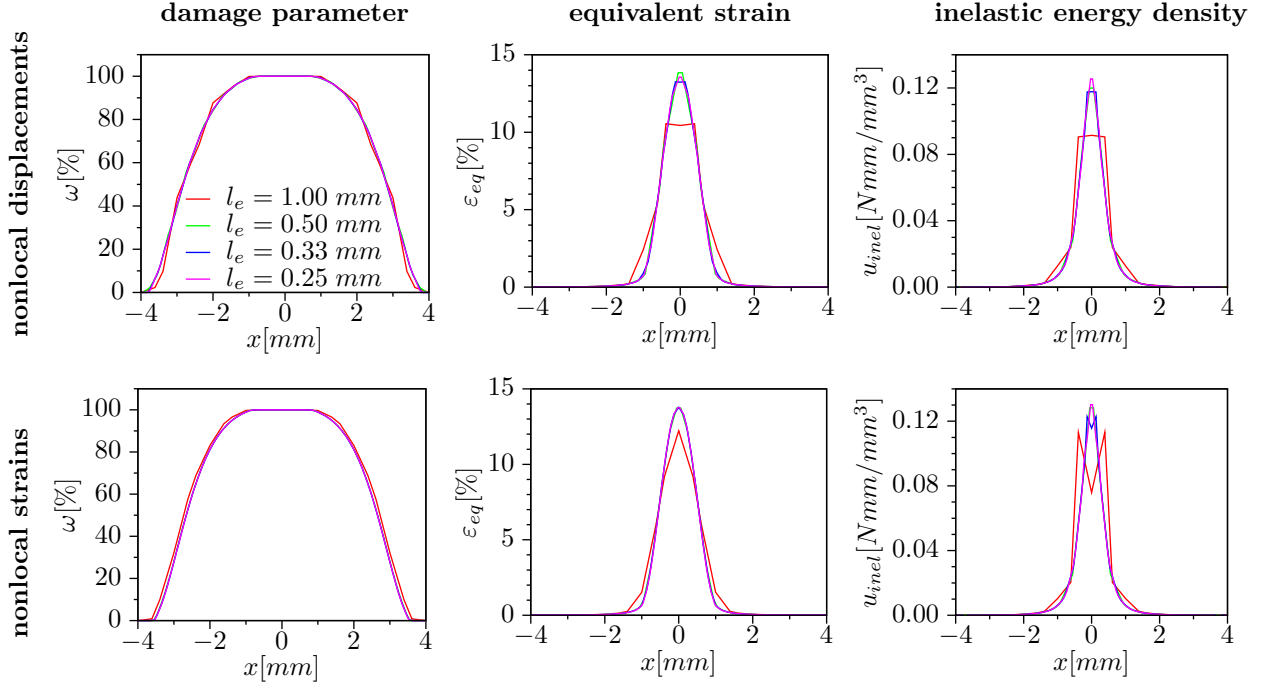 damage parameter
equivalent strain
inelastic energy density
nonlocal displacements
ω[%]
100
80
60
40
20
0
l_e = 1.00 mm
l_e = 0.50 mm
l_e = 0.33 mm
l_e = 0.25 mm
−4 −2 0 2 4
x[mm]
ε_eq[%]
15
10
5
0
−4 −2 0 2 4
x[mm]
u_inel[Nmm/mm³]
0.12
0.08
0.04
0.00
−4 −2 0 2 4
x[mm]
nonlocal strains
ω[%]
100
80
60
40
20
0
−4 −2 0 2 4
x[mm]
ε_eq[%]
15
10
5
0
−4 −2 0 2 4
x[mm]
u_inel[Nmm/mm³]
0.12
0.08
0.04
0.00
−4 −2 0 2 4
x[mm]